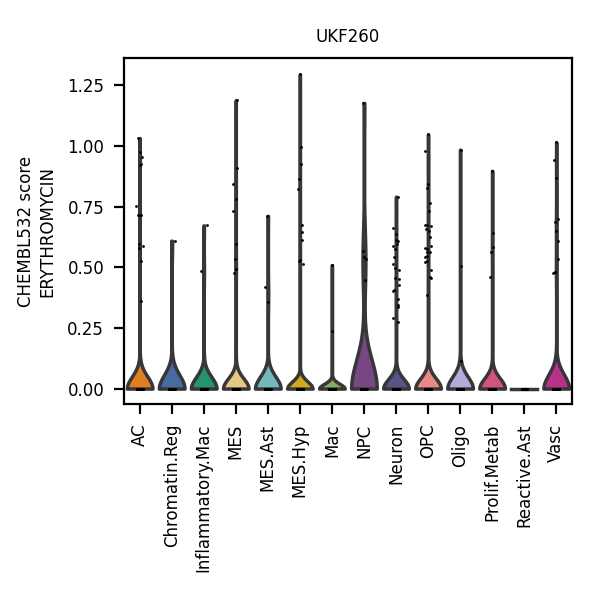 UKF260
CHEMBL532 score
ERYTHROMYCIN
1.25
1.00
0.75
0.50
0.25
0.00
AC
Chromatin.Reg
Inflammatory.Mac
MES
MES.Ast
MES.Hyp
Mac
NPC
Neuron
OPC
Oligo
Prolif.Metab
Reactive.Ast
Vasc